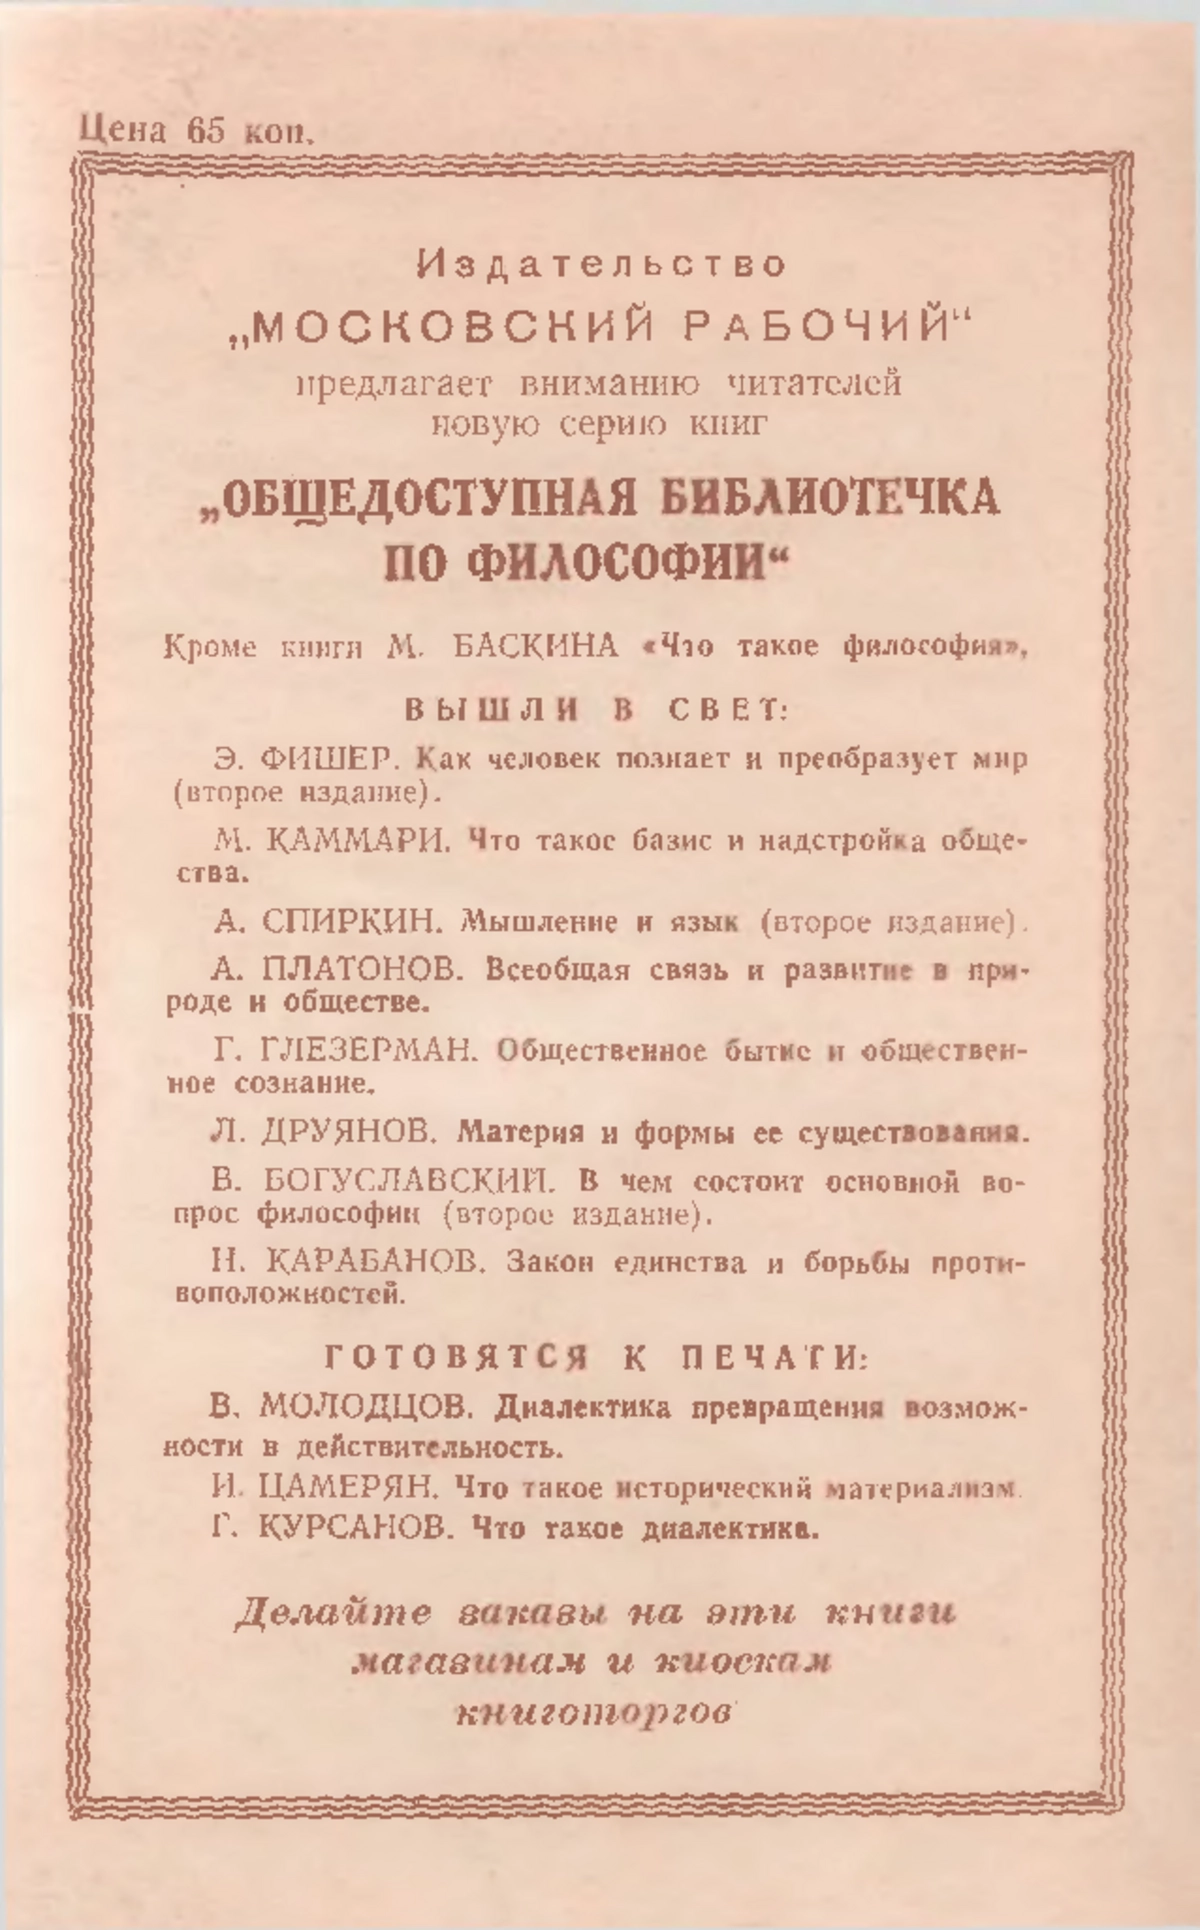 Цена 65 коп.
Издательство
„МОСКОВСКИЙ РАБОЧИЙ“
предлагает вниманию читателей
новую серию книг
„ОБЩЕДОСТУПНАЯ БИБЛИОТЕЧКА
ПО ФИЛОСОФИИ“
Кроме книги М. БАСКИНА «Что такое философия»,
ВЫШЛИ В СВЕТ:
Э. ФИШЕР. Как человек познает и преобразует мир
(второе издание).
М. КАММАРИ. Что такое базис и надстройка обще-
ства.
А. СПИРКИН. Мышление и язык (второе издание).
А. ПЛАТОНОВ. Всеобщая связь и развитие в при-
роде и обществе.
Г. ГЛЕЗЕРМАН. Общественное бытие и обществен-
ное сознание.
Л. ДРУЯНОВ. Материя и формы ее существования.
В. БОГУСЛАВСКИЙ. В чем состоит основной во-
прос философии (второе издание).
Н. КАРАБАНОВ. Закон единства и борьбы проти-
воположностей.
ГОТОВЯТСЯ К ПЕЧАТИ:
В. МОЛОДЦОВ. Диалектика превращения возмож-
ности в действительность.
И. ЦАМЕРЯН. Что такое исторический материализм.
Г. КУРСАНОВ. Что такое диалектика.
Делайте заказы на эти книги
магазинам и киоскам
книготоргов